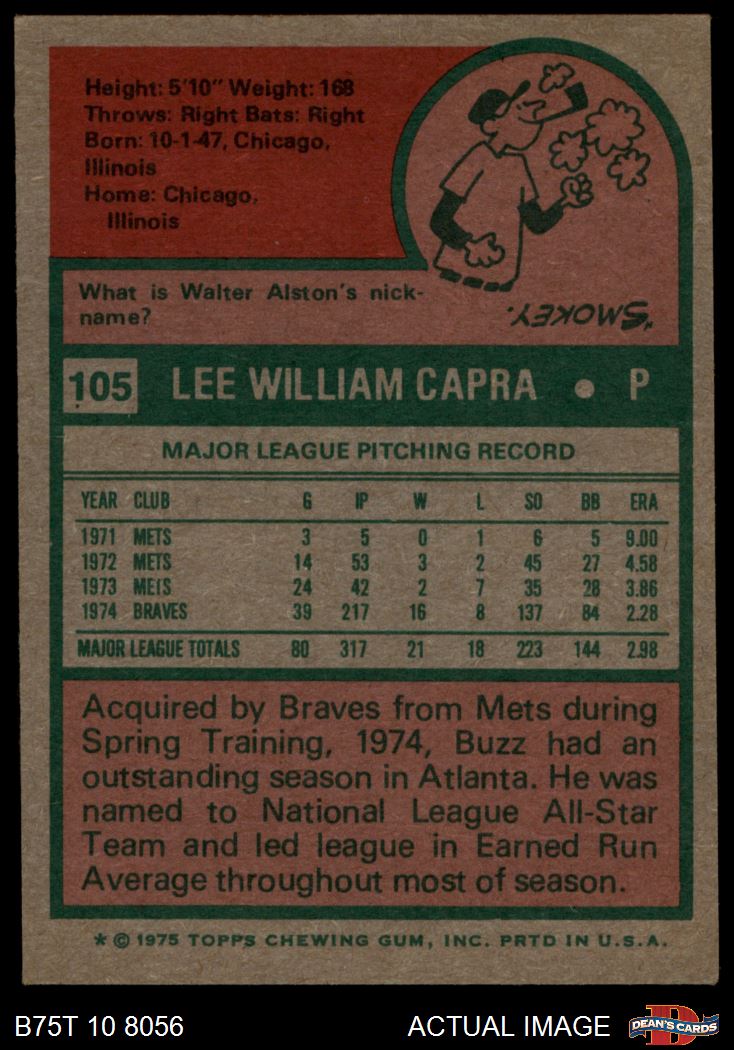 Height: 5'10" Weight: 168
Throws: Right Bats: Right
Born: 10-1-47, Chicago,
Illinois
Home: Chicago,
Illinois
What is Walter Alston's nick-
name?
"SMOKEY.
105 LEE WILLIAM CAPRA • P
MAJOR LEAGUE PITCHING RECORD
YEAR CLUB G IP W L SO BB ERA
1971 METS 3 5 0 1 6 5 9.00
1972 METS 14 53 3 2 45 27 4.58
1973 METS 24 42 2 7 35 28 3.86
1974 BRAVES 39 217 16 8 137 84 2.28
MAJOR LEAGUE TOTALS 80 317 21 18 223 144 2.98
Acquired by Braves from Mets during
Spring Training, 1974, Buzz had an
outstanding season in Atlanta. He was
named to National League All-Star
Team and led league in Earned Run
Average throughout most of season.
* © 1975 TOPPS CHEWING GUM, INC. PRTD IN U.S.A.
B75T 10 8056 ACTUAL IMAGE D DEAN'S CARDS